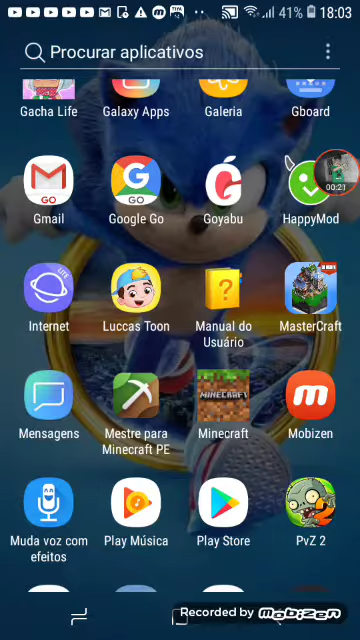 41% 18:03
Procurar aplicativos
Gacha Life Galaxy Apps Galeria Gboard
GO GO
00:21
Gmail Google Go Goyabu HappyMod
LITE
Internet Luccas Toon Manual do Usuário MasterCraft
MINECRAFT
Mensagens Mestre para Minecraft PE Minecraft Mobizen
Muda voz com efeitos Play Música Play Store PvZ 2
Recorded by mobizen